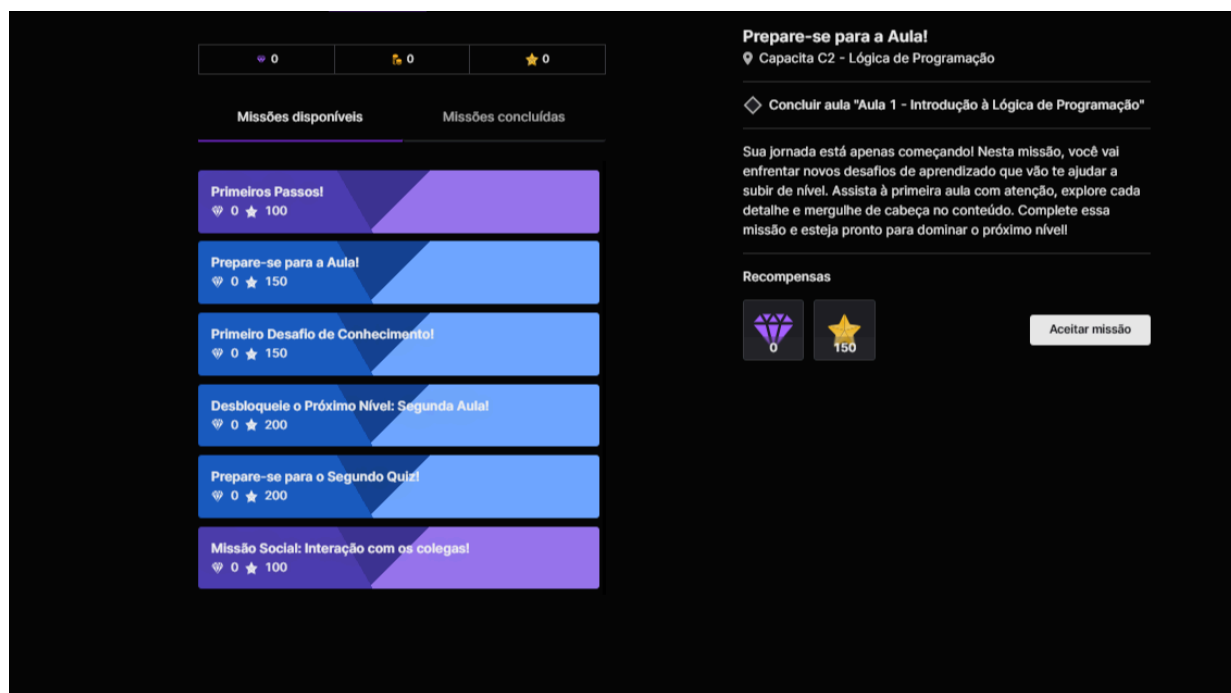 0 0 0
Missões disponíveis Missões concluídas
Primeiros Passos!
0 100
Prepare-se para a Aula!
0 150
Primeiro Desafio de Conhecimento!
0 150
Desbloqueie o Próximo Nível: Segunda Aula!
0 200
Prepare-se para o Segundo Quiz!
0 200
Missão Social: Interação com os colegas!
0 100
Prepare-se para a Aula!
Capacita C2 - Lógica de Programação
Concluir aula "Aula 1 - Introdução à Lógica de Programação"
Sua jornada está apenas começando! Nesta missão, você vai
enfrentar novos desafios de aprendizado que vão te ajudar a
subir de nível. Assista à primeira aula com atenção, explore cada
detalhe e mergulhe de cabeça no conteúdo. Complete essa
missão e esteja pronto para dominar o próximo nível!
Recompensas
0 150
Aceitar missão